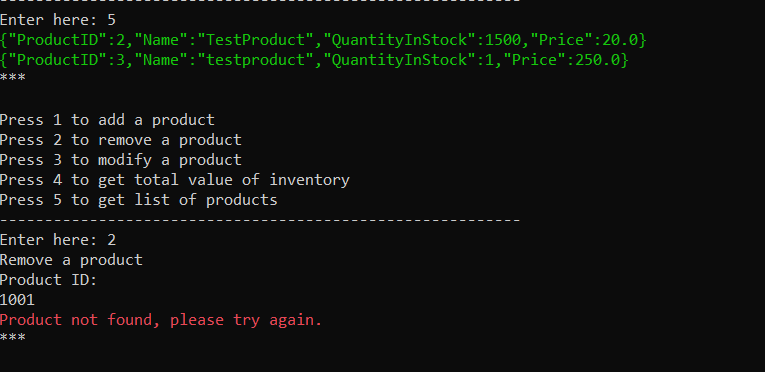 ----------------------------------------------------------
Enter here: 5
{"ProductID":2,"Name":"TestProduct","QuantityInStock":1500,"Price":20.0}
{"ProductID":3,"Name":"testproduct","QuantityInStock":1,"Price":250.0}
***
Press 1 to add a product
Press 2 to remove a product
Press 3 to modify a product
Press 4 to get total value of inventory
Press 5 to get list of products
----------------------------------------------------------
Enter here: 2
Remove a product
Product ID:
1001
Product not found, please try again.
***